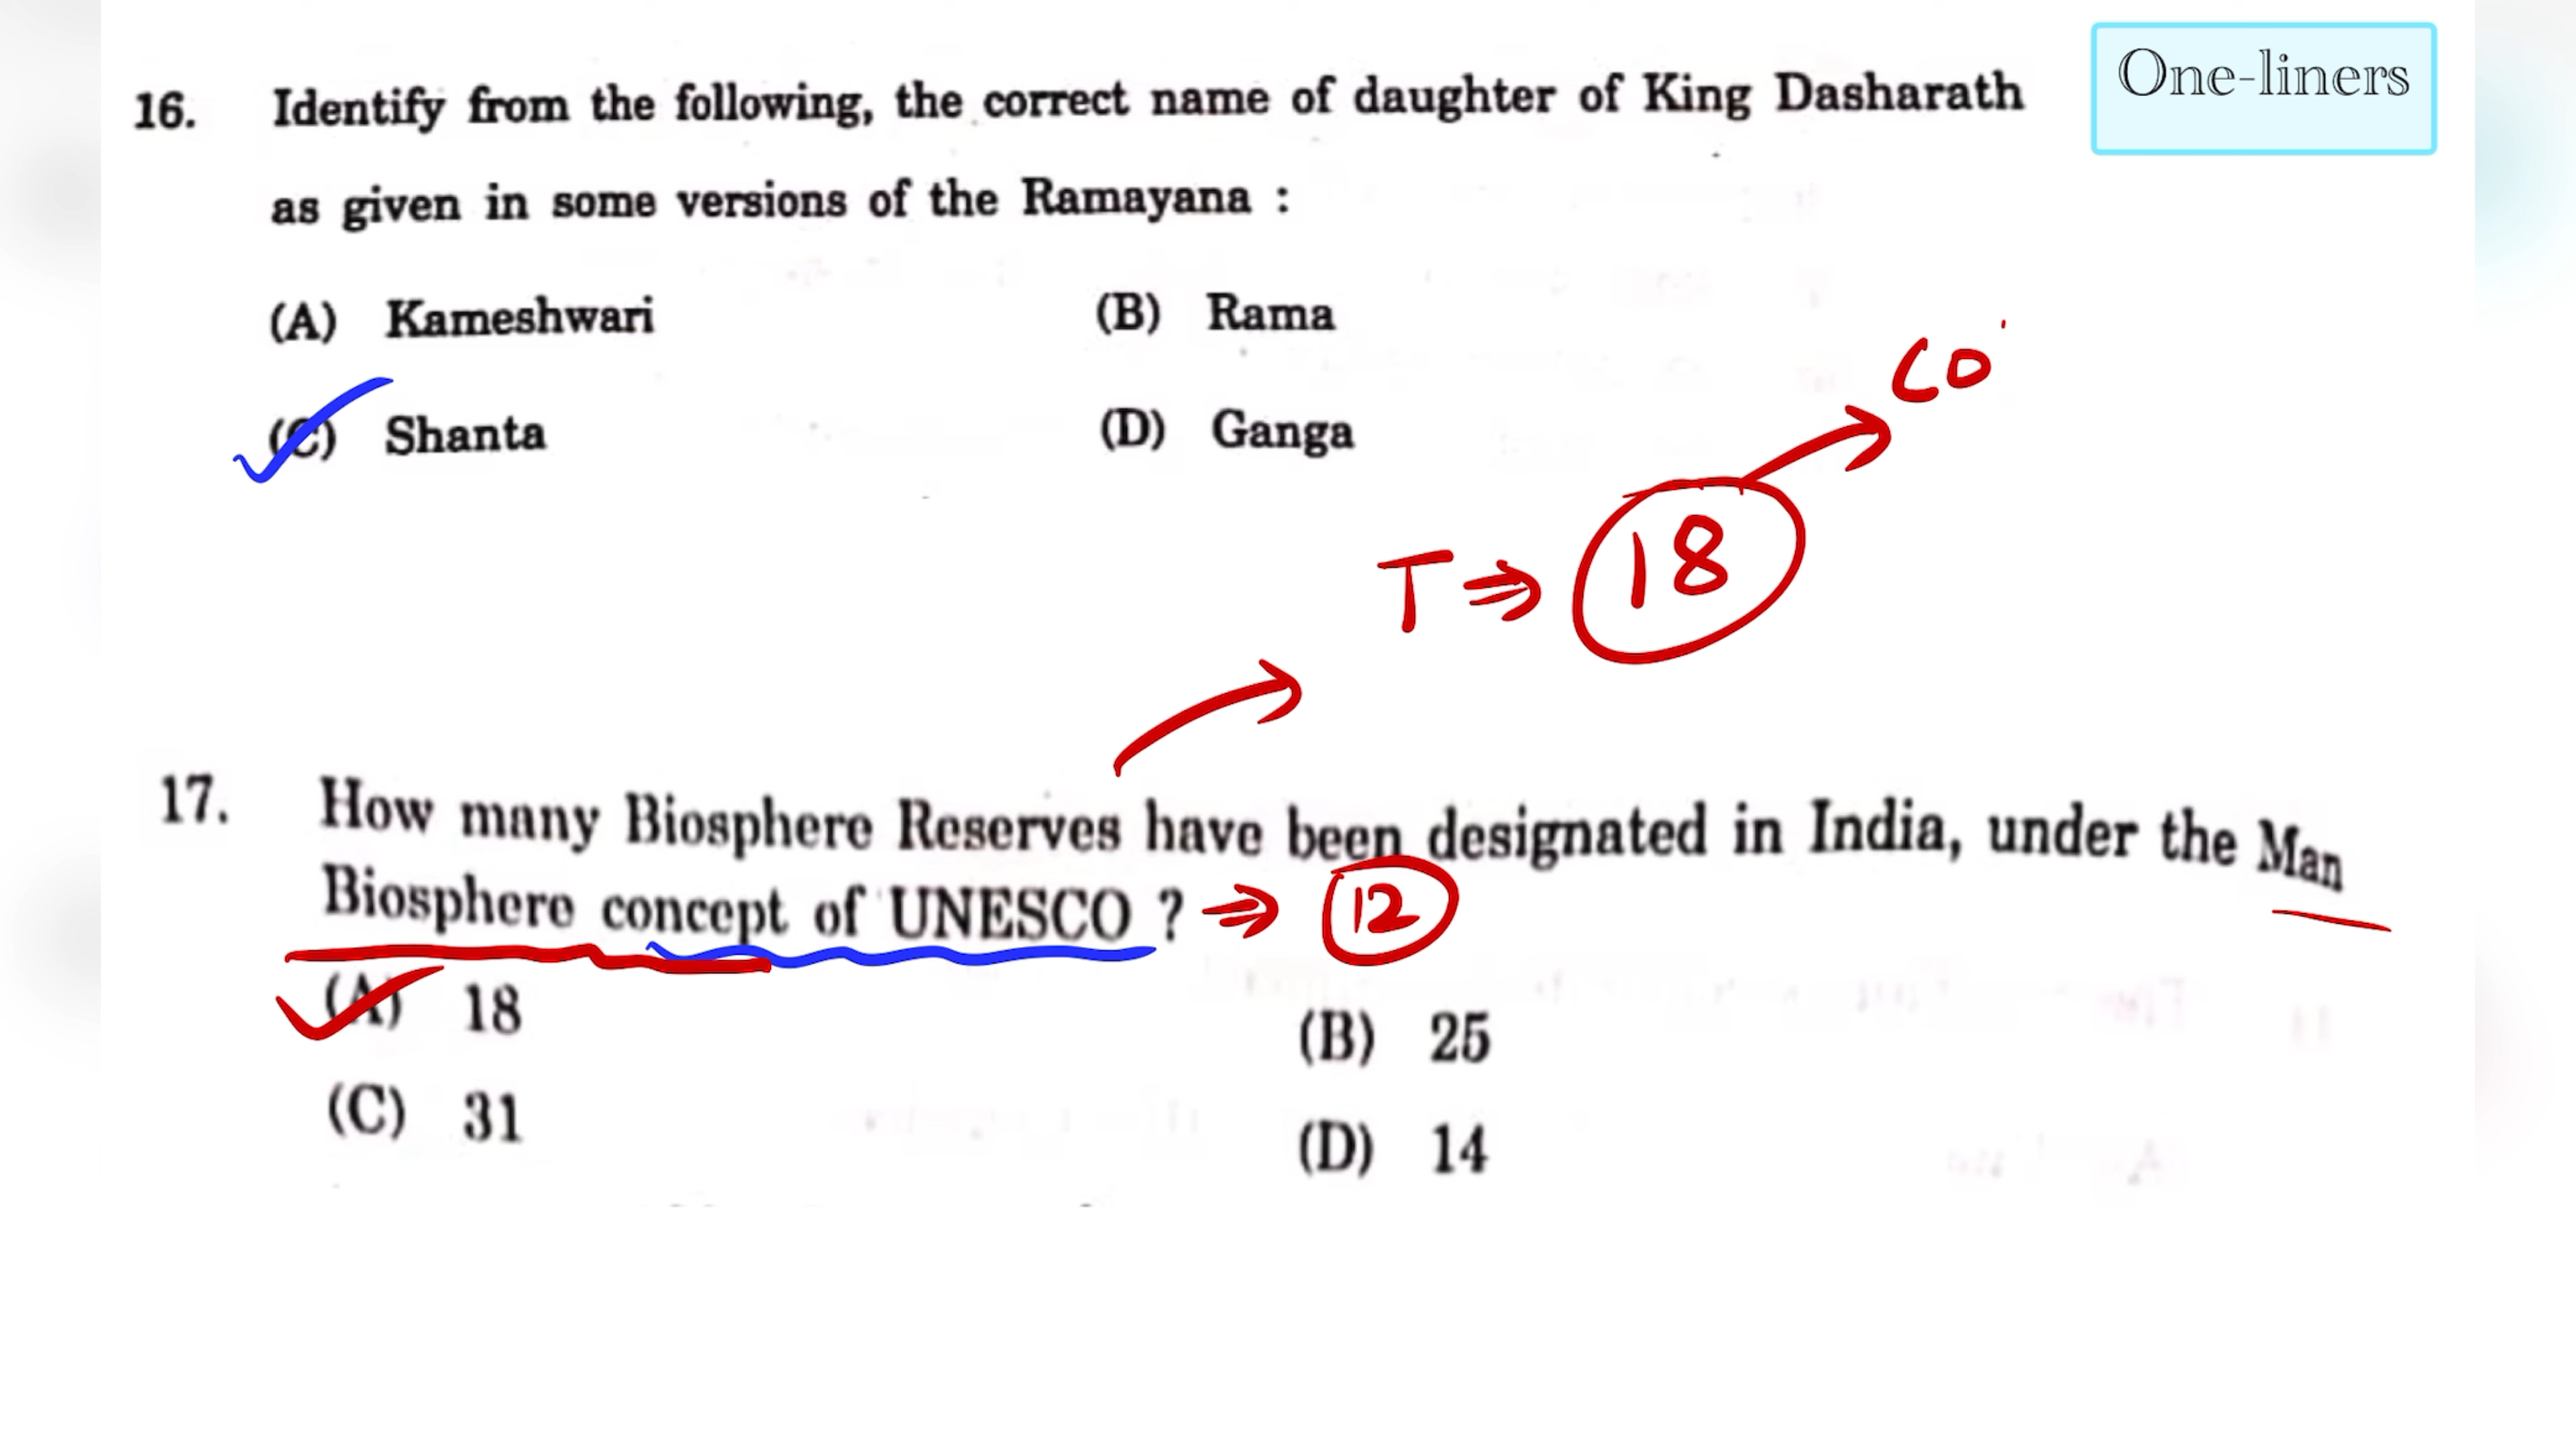 One-liners
16. Identify from the following, the correct name of daughter of King Dasharath
as given in some versions of the Ramayana :
(A) Kameshwari (B) Rama
(C) Shanta (D) Ganga
CO
T ⇒ 18
17. How many Biosphere Reserves have been designated in India, under the Man
Biosphere concept of UNESCO ? ⇒ 12
(A) 18 (B) 25
(C) 31 (D) 14